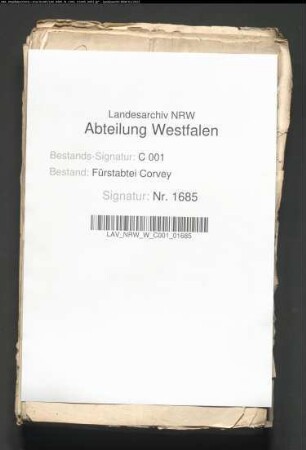 Landesarchiv NRW
Abteilung Westfalen
Bestands-Signatur: C 001
Bestand: Fürstabtei Corvey
Signatur: Nr. 1685
LAV_NRW_W_C001_01685